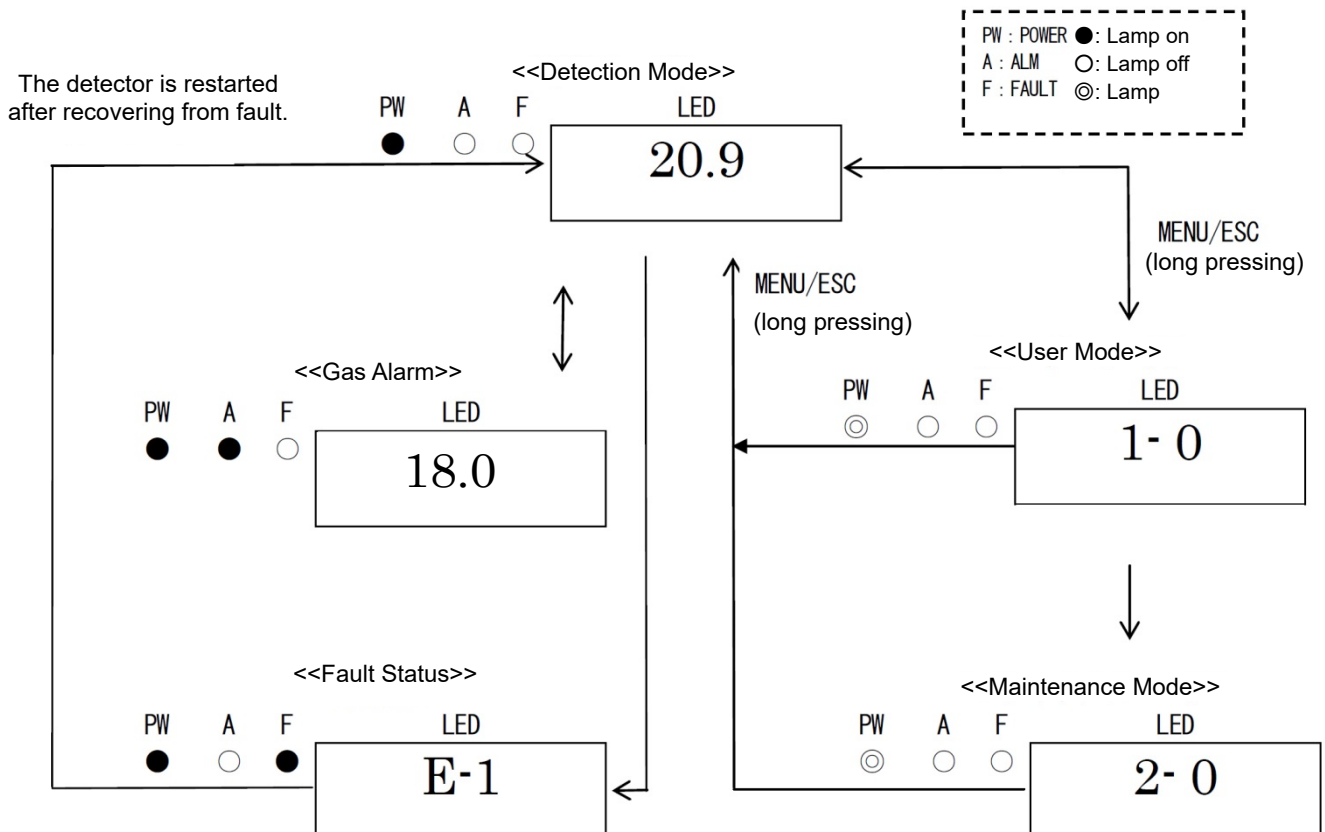 PW : POWER ●: Lamp on
A : ALM ○: Lamp off
F : FAULT ◎: Lamp
The detector is restarted
after recovering from fault.
<<Detection Mode>>
PW A F LED
20.9
MENU/ESC
(long pressing)
MENU/ESC
(long pressing)
<<Gas Alarm>>
PW A F LED
18.0
<<User Mode>>
PW A F LED
1- 0
<<Fault Status>>
PW A F LED
E-1
<<Maintenance Mode>>
PW A F LED
2- 0